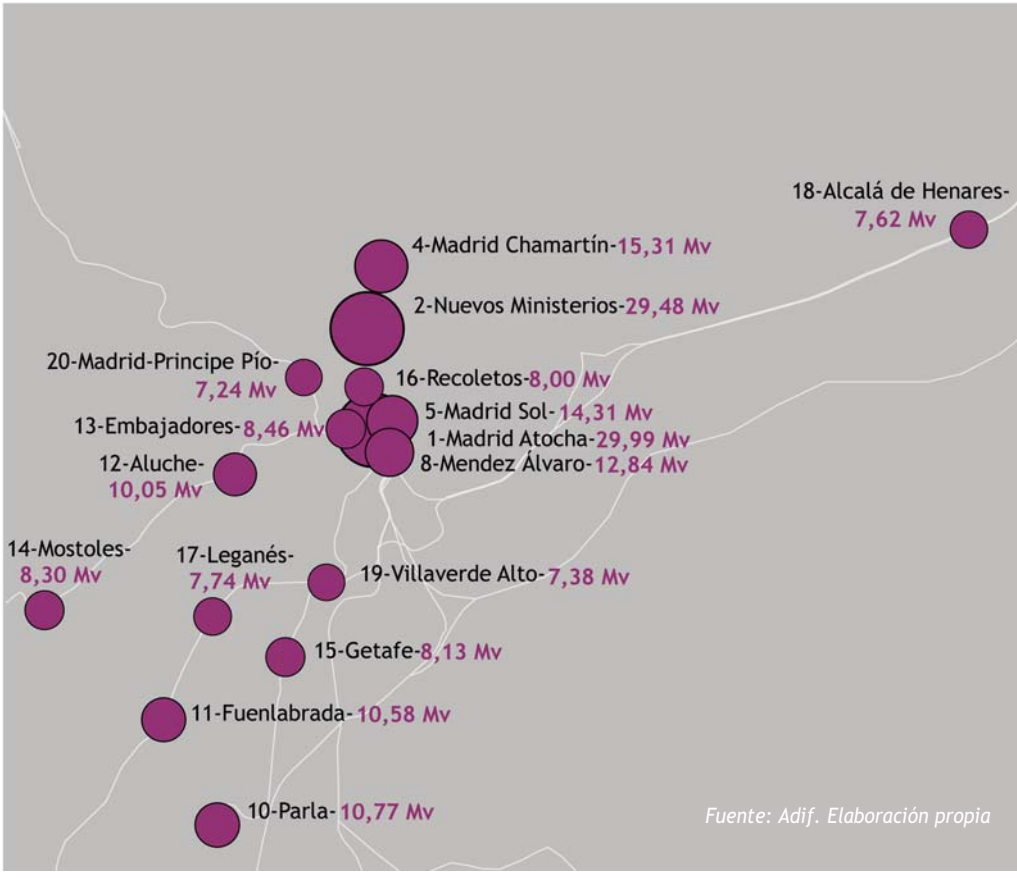 18-Alcalá de Henares-
7,62 Mv
4-Madrid Chamartín-15,31 Mv
2-Nuevos Ministerios-29,48 Mv
20-Madrid-Principe Pío-
7,24 Mv
16-Recoletos-8,00 Mv
5-Madrid Sol-14,31 Mv
13-Embajadores-8,46 Mv
1-Madrid Atocha-29,99 Mv
8-Mendez Álvaro-12,84 Mv
12-Aluche-
10,05 Mv
14-Mostoles-
8,30 Mv
17-Leganés-
7,74 Mv
19-Villaverde Alto-7,38 Mv
15-Getafe-8,13 Mv
11-Fuenlabrada-10,58 Mv
10-Parla-10,77 Mv
Fuente: Adif. Elaboración propia